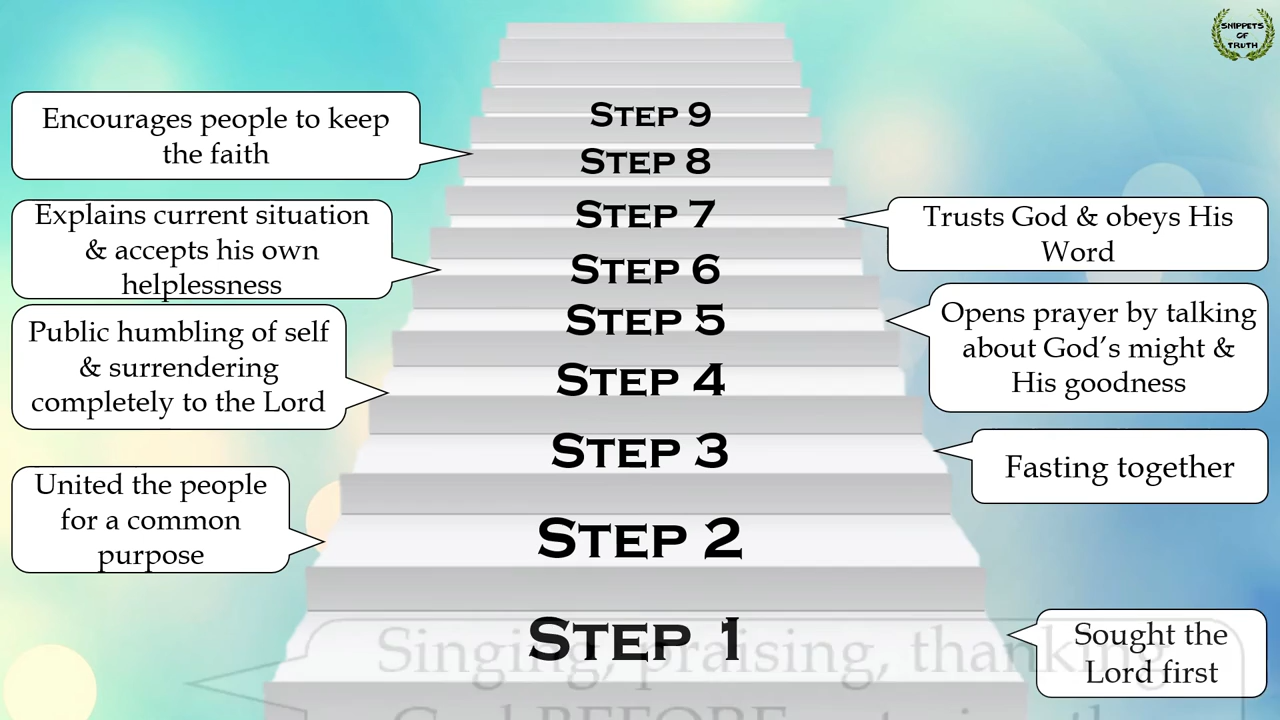 SNIPPETS
OF
TRUTH
STEP 9
Encourages people to keep
the faith
STEP 8
STEP 7
Trusts God & obeys His
Word
Explains current situation
& accepts his own
helplessness
STEP 6
STEP 5
Opens prayer by talking
about God’s might &
His goodness
Public humbling of self
& surrendering
completely to the Lord
STEP 4
STEP 3
Fasting together
United the people
for a common
purpose
STEP 2
STEP 1
Sought the
Lord first
Singing, praising, thanking
God BEFORE